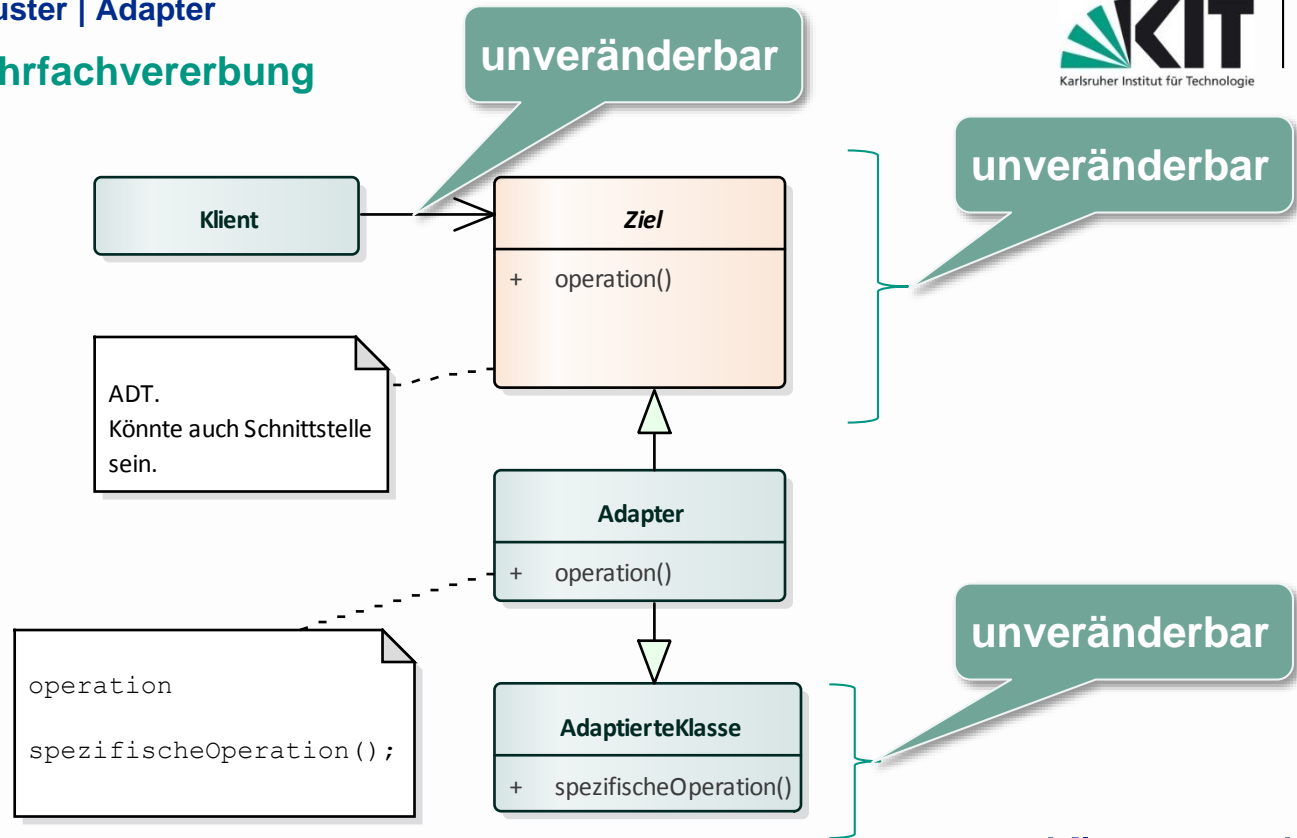 uster | Adapter
hrfachvererbung
unveränderbar
KIT
Karlsruher Institut für Technologie
unveränderbar
Klient
Ziel
+ operation()
ADT.
Könnte auch Schnittstelle
sein.
Adapter
+ operation()
unveränderbar
operation
spezifischeOperation();
AdaptierteKlasse
+ spezifischeOperation()